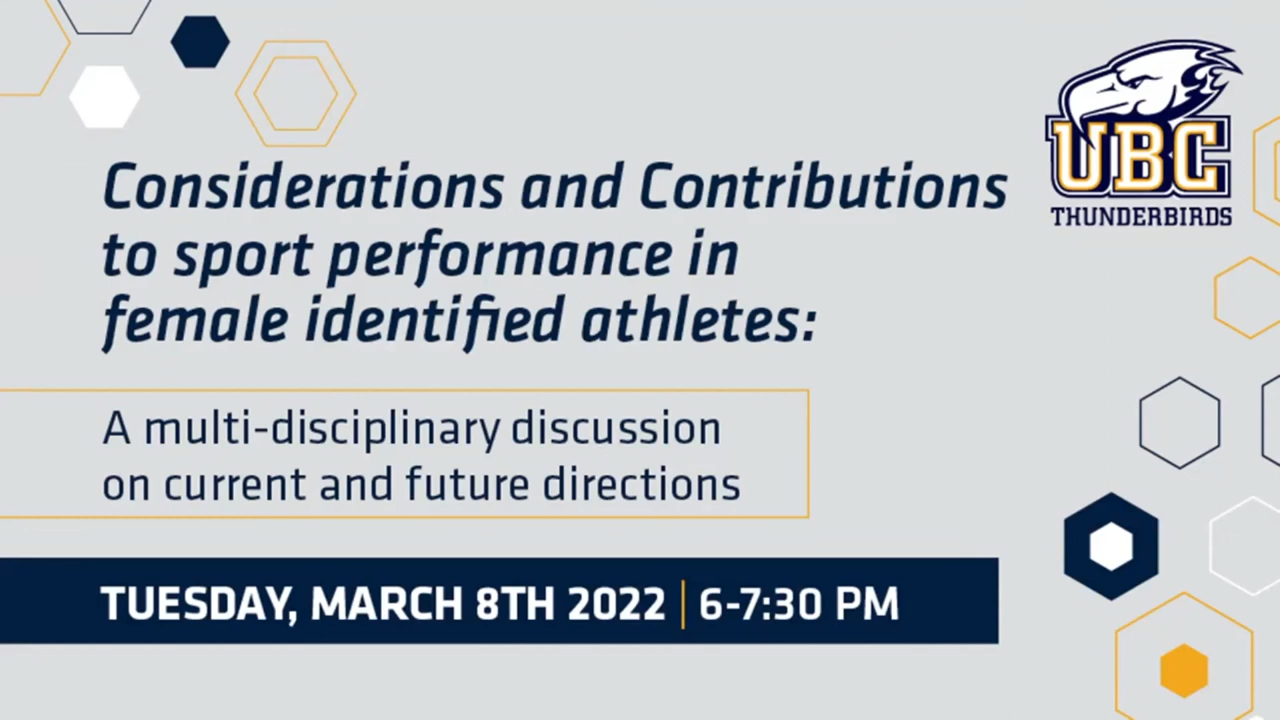 Considerations and Contributions
to sport performance in
female identified athletes:
UBC
THUNDERBIRDS
A multi-disciplinary discussion
on current and future directions
TUESDAY, MARCH 8TH 2022 | 6-7:30 PM